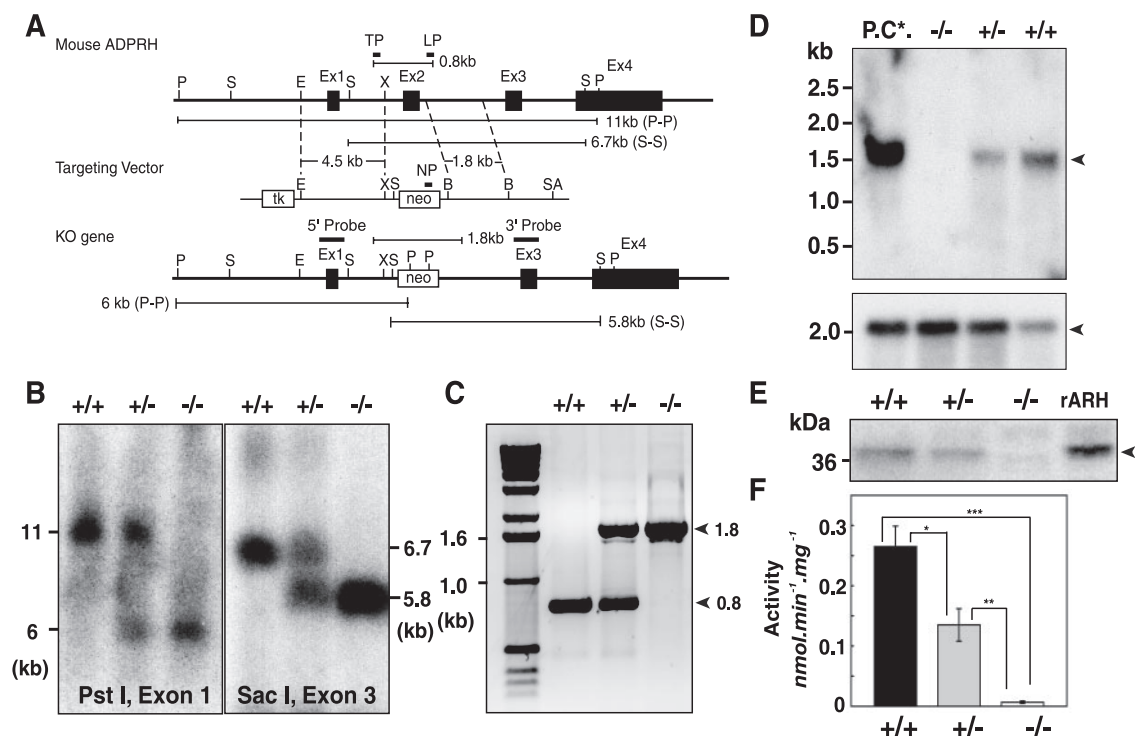 A
Mouse ADPRH
TP LP
0.8kb
P S E Ex1 S X Ex2 Ex3 S P Ex4
11kb (P-P)
6.7kb (S-S)
4.5 kb 1.8 kb
Targeting Vector
NP
E XS B B SA
tk neo
5' Probe 3' Probe
KO gene
1.8kb
P S E Ex1 S XS P P Ex3 S P Ex4
neo
6 kb (P-P)
5.8kb (S-S)
B
+/+ +/- -/- +/+ +/- -/-
11
6
(kb)
6.7
5.8
(kb)
Pst I, Exon 1 Sac I, Exon 3
C
+/+ +/- -/-
1.6
1.0
(kb)
1.8
0.8
D
P.C*. -/- +/- +/+
kb
2.5
2.0
1.5
1.0
0.5
2.0
E
+/+ +/- -/- rARH
kDa
36
F
Activity
nmol.min-1.mg-1
0.3
0.2
0.1
0
***
*
**
+/+ +/- -/-